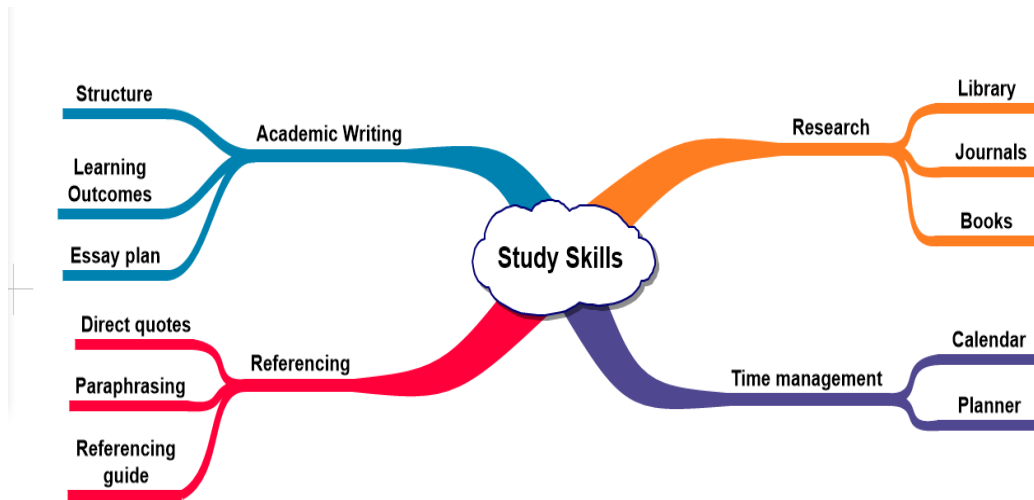 Study Skills
Academic Writing
Structure
Learning
Outcomes
Essay plan
Referencing
Direct quotes
Paraphrasing
Referencing
guide
Research
Library
Journals
Books
Time management
Calendar
Planner